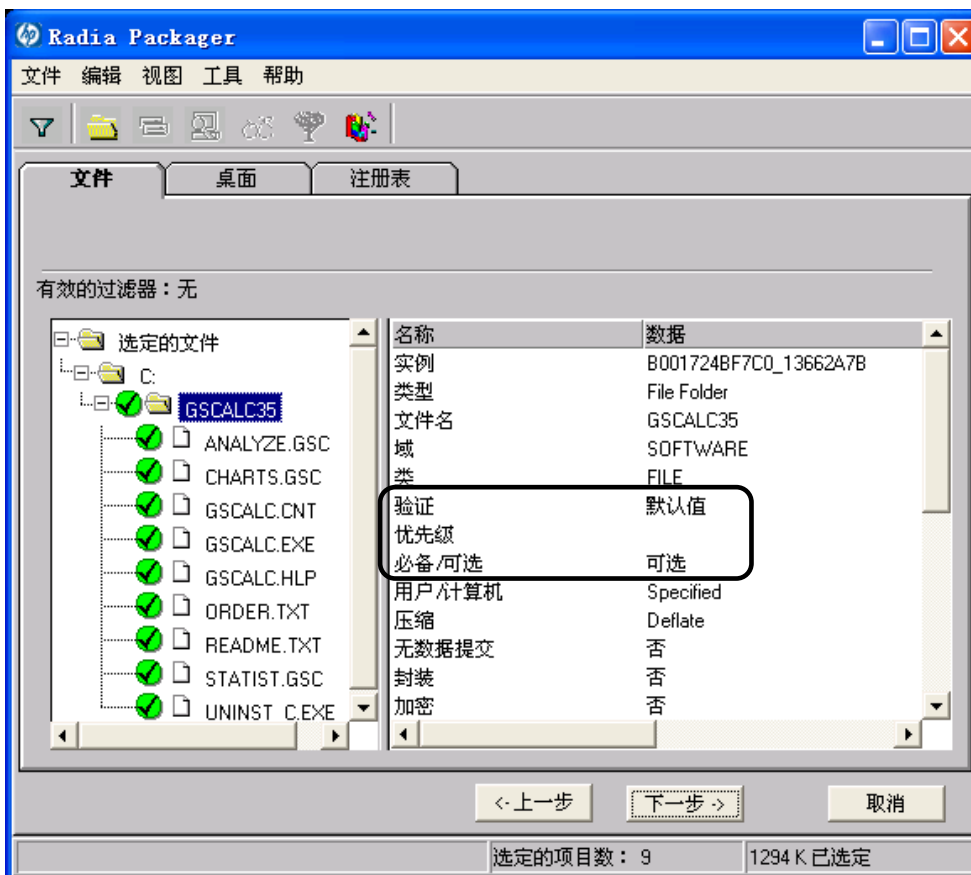 Radia Packager
文件 编辑 视图 工具 帮助
文件 桌面 注册表
有效的过滤器：无
选定的文件
C:
GSCALC35
ANALYZE.GSC
CHARTS.GSC
GSCALC.CNT
GSCALC.EXE
GSCALC.HLP
ORDER.TXT
README.TXT
STATIST.GSC
UNINST_C.EXE
名称 数据
实例 B001724BF7C0_13662A7B
类型 File Folder
文件名 GSCALC35
域 SOFTWARE
类 FILE
验证 默认值
优先级
必备/可选 可选
用户/计算机 Specified
压缩 Deflate
无数据提交 否
封装 否
加密 否
<-上一步 下一步 -> 取消
选定的项目数： 9 1294 K 已选定